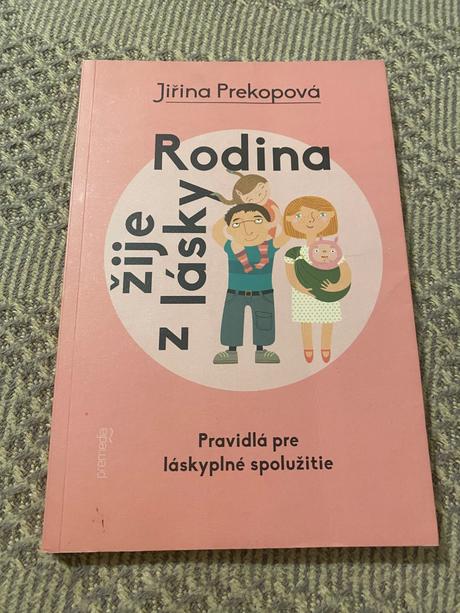 Jiřina Prekopová
Rodina
žije
z lásky
Pravidlá pre
láskyplné spolužitie
premedia